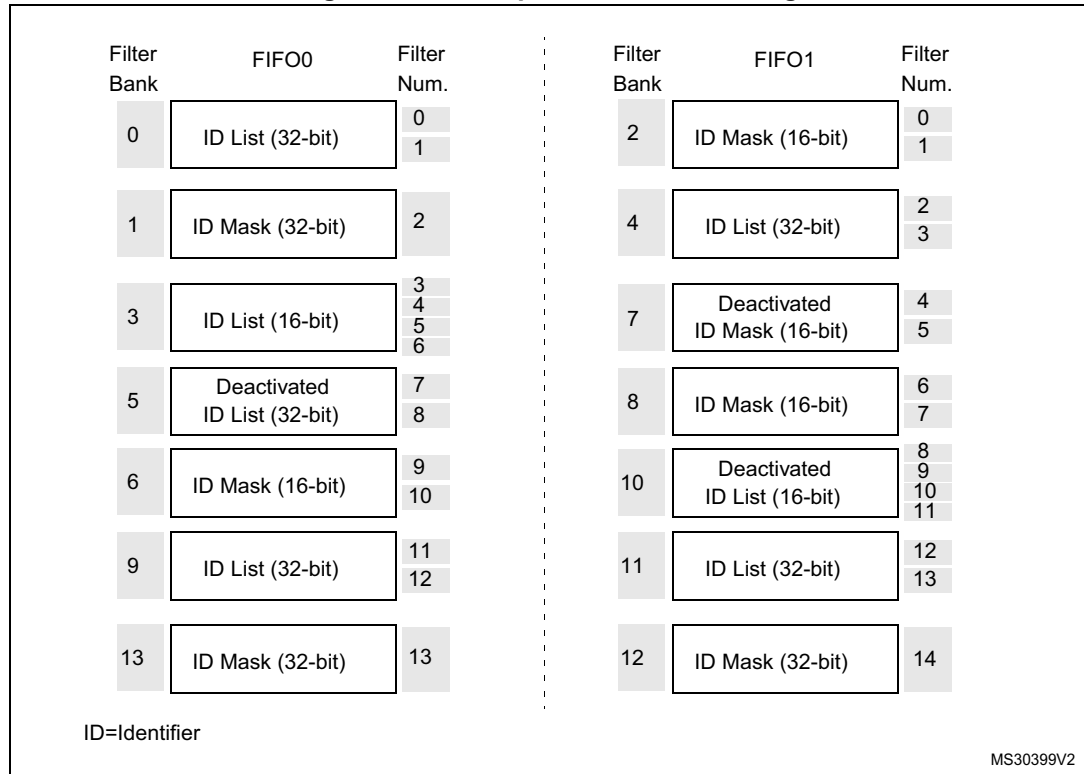 Filter Bank FIFO0 Filter Num.
0 ID List (32-bit) 0
1
1 ID Mask (32-bit) 2
3 ID List (16-bit) 3
4
5
6
5 Deactivated ID List (32-bit) 7
8
6 ID Mask (16-bit) 9
10
9 ID List (32-bit) 11
12
13 ID Mask (32-bit) 13
Filter Bank FIFO1 Filter Num.
2 ID Mask (16-bit) 0
1
4 ID List (32-bit) 2
3
7 Deactivated ID Mask (16-bit) 4
5
8 ID Mask (16-bit) 6
7
10 Deactivated ID List (16-bit) 8
9
10
11
11 ID List (32-bit) 12
13
12 ID Mask (32-bit) 14
ID=Identifier
MS30399V2